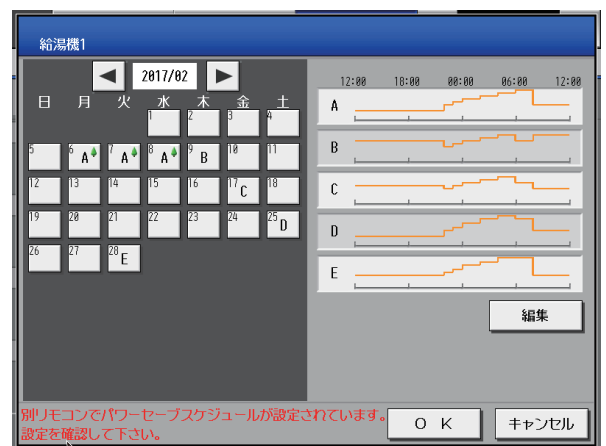 給湯機1
2017/02
日 月 火 水 木 金 土
1 2 3 4
5 6 A 7 A 8 A 9 B 10 11
12 13 14 15 16 17 C 18
19 20 21 22 23 24 25 D
26 27 28 E
12:00 18:00 00:00 06:00 12:00
A
B
C
D
E
編集
別リモコンでパワーセーブスケジュールが設定されています。
設定を確認して下さい。
O K
キャンセル